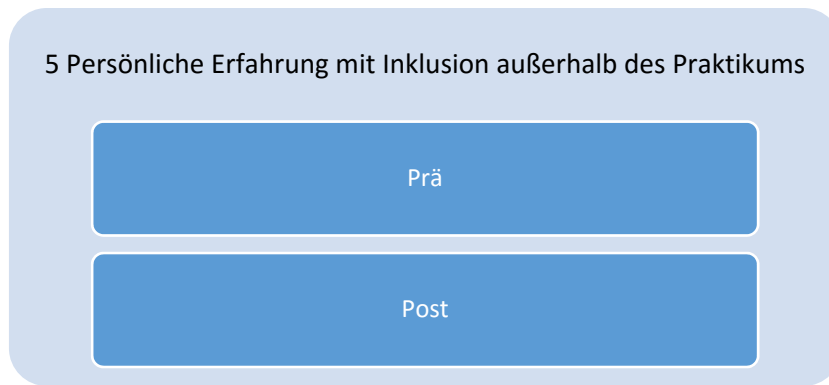 5 Persönliche Erfahrung mit Inklusion außerhalb des Praktikums
Prä
Post